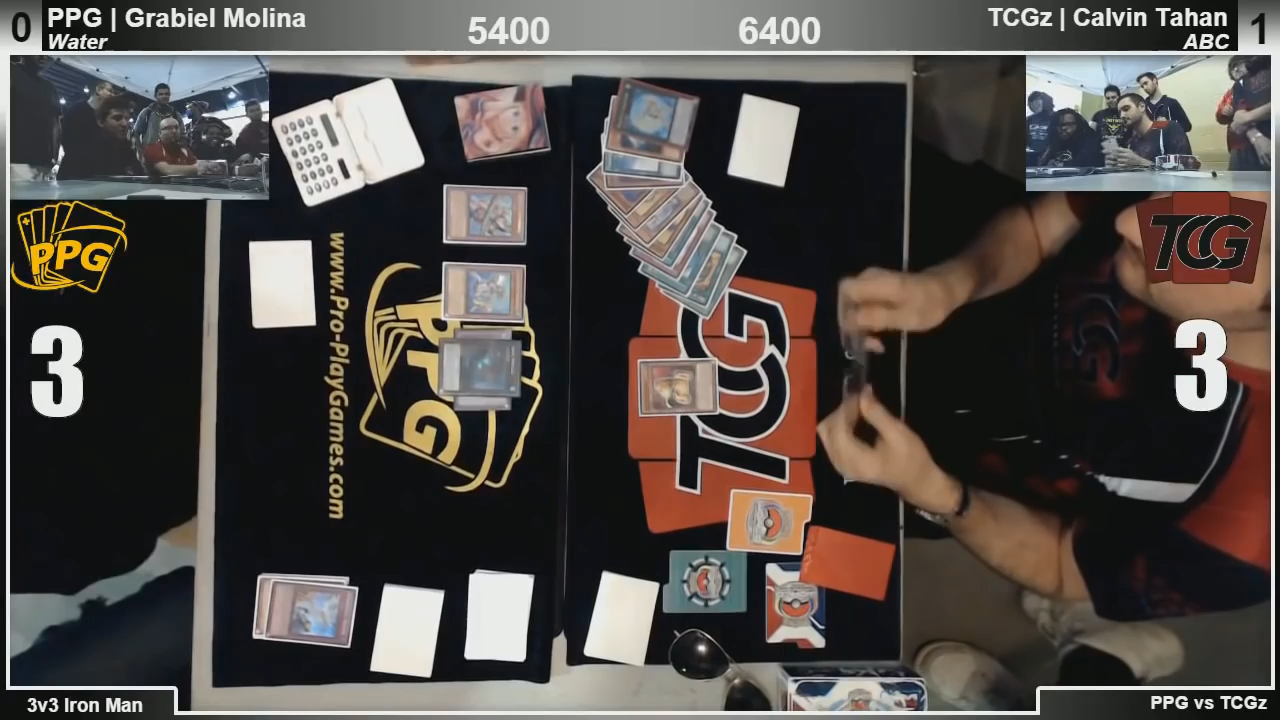 0 PPG | Grabiel Molina
Water
5400
6400
TCGz | Calvin Tahan 1
ABC
PPG
3
www.Pro-PlayGames.com
PPG
TCG
TCG
3
3v3 Iron Man
PPG vs TCGz